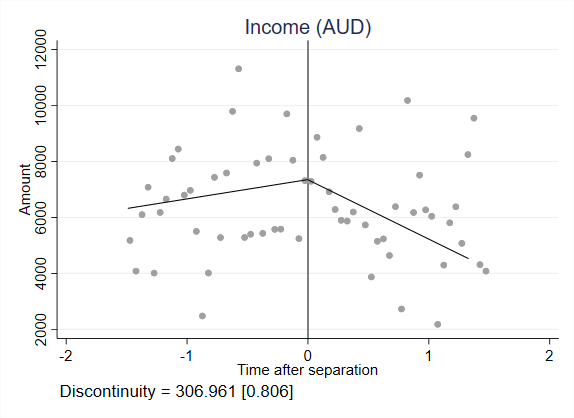 Income (AUD)
Amount
12000
10000
8000
6000
4000
2000
-2 -1 0 1 2
Time after separation
Discontinuity = 306.961 [0.806]